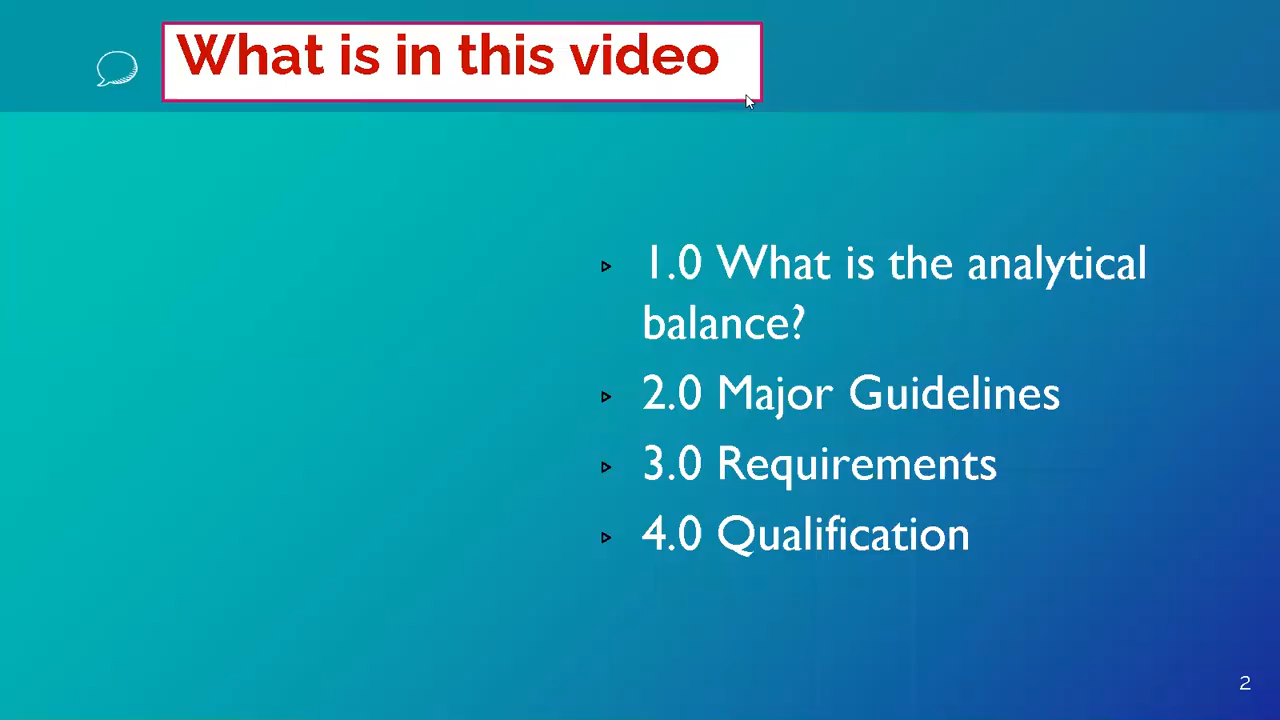 What is in this video
1.0 What is the analytical
balance?
2.0 Major Guidelines
3.0 Requirements
4.0 Qualification
2